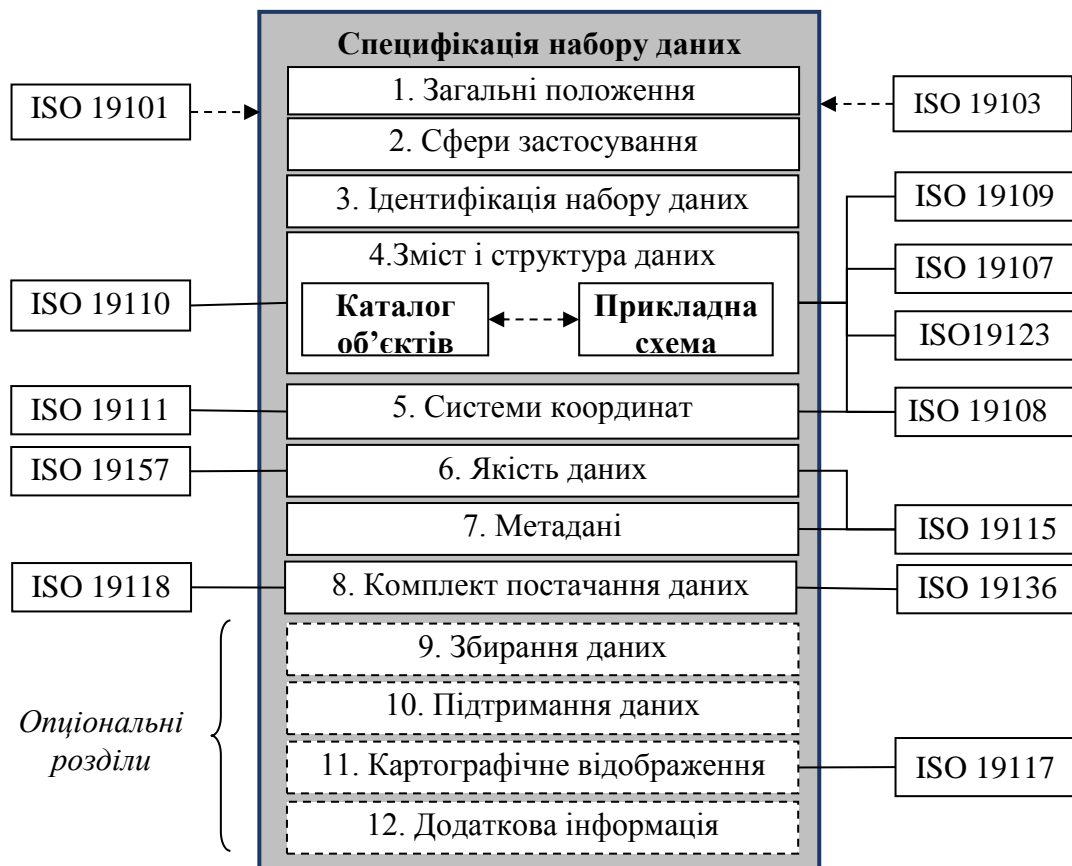 Специфікація набору даних
ISO 19101
1. Загальні положення
ISO 19103
2. Сфери застосування
3. Ідентифікація набору даних
ISO 19109
4.Зміст і структура даних
ISO 19107
ISO 19110
Каталог
об’єктів
Прикладна
схема
ISO19123
ISO 19111
5. Системи координат
ISO 19108
ISO 19157
6. Якість даних
7. Метадані
ISO 19115
ISO 19118
8. Комплект постачання даних
ISO 19136
9. Збирання даних
10. Підтримання даних
Опціональні
розділи
11. Картографічне відображення
ISO 19117
12. Додаткова інформація